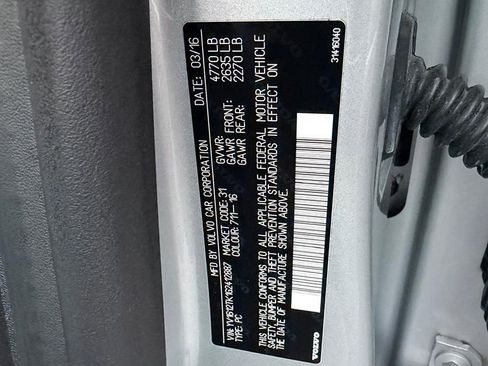 MFD BY VOLVO CAR CORPORATION DATE: 03/16
MARKET CODE: 31 GVWR: 4770 LB
COLOUR: 711-16 GAWR FRONT: 2635 LB
GAWR REAR: 2270 LB
VIN: YV1612TK1G2412887
TYPE: PC
THIS VEHICLE CONFORMS TO ALL APPLICABLE FEDERAL MOTOR VEHICLE
SAFETY, BUMPER AND THEFT PREVENTION STANDARDS IN EFFECT ON
THE DATE OF MANUFACTURE SHOWN ABOVE.
VOLVO 31416040